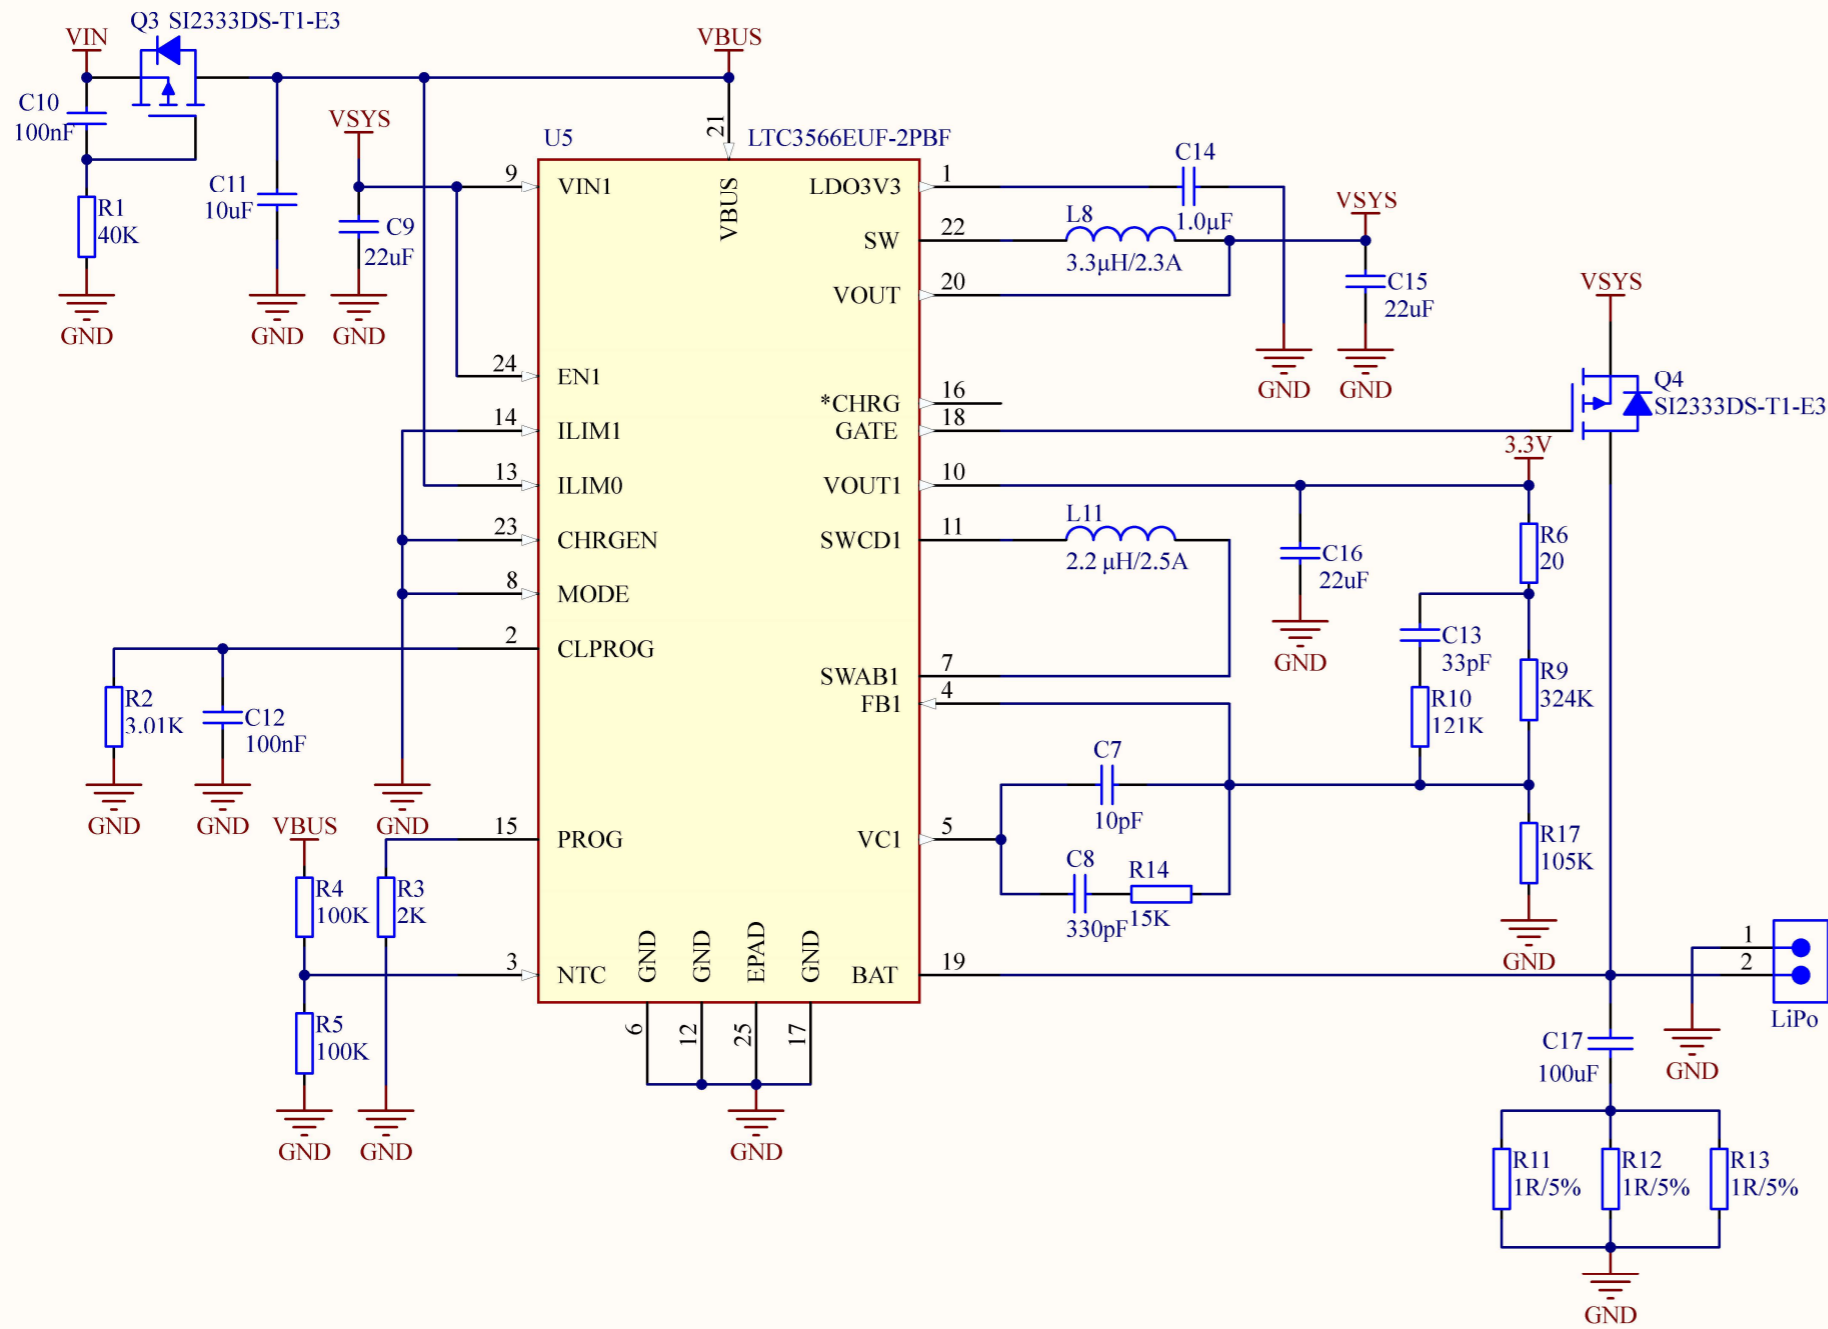 Q3 SI2333DS-T1-E3
VIN
VBUS
C10
100nF
VSYS
21
U5
LTC3566EUF-2PBF
C14
1.0µF
R1
40K
C11
10uF
C9
22uF
GND
GND
GND
9
VIN1
VBUS
LDO3V3
1
SW
22
L8
3.3µH/2.3A
VSYS
VOUT
20
C15
22uF
VSYS
GND
GND
24
EN1
*CHRG
16
Q4
SI2333DS-T1-E3
14
ILIM1
GATE
18
3.3V
13
ILIM0
VOUT1
10
L11
2.2 µH/2.5A
23
CHRGEN
SWCD1
11
C16
22uF
R6
20
8
MODE
GND
C13
33pF
2
CLPROG
SWAB1
7
R9
324K
FB1
4
R10
121K
R2
3.01K
C12
100nF
C7
10pF
GND
GND
VBUS
GND
15
PROG
VC1
5
R17
105K
C8
330pF
R14
15K
R4
100K
R3
2K
GND
GND
EPAD
GND
GND
1
2
LiPo
3
NTC
BAT
19
R5
100K
6
12
25
17
C17
100uF
GND
GND
GND
GND
R11
1R/5%
R12
1R/5%
R13
1R/5%
GND